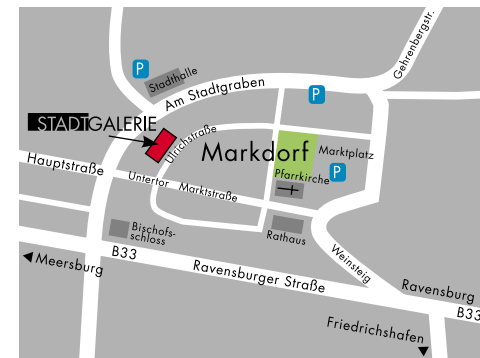 Gehrenbergstr.
P
Stadthalle
P
Am Stadtgraben
STADTGALERIE
Ulrichstraße
Markdorf
Marktplatz
Hauptstraße
Pfarrkirche
P
Untertor
Marktstraße
Bischofs-
schloss
Rathaus
B33
Weinsteig
Meersburg
Ravensburger Straße
Ravensburg
B33
Friedrichshafen